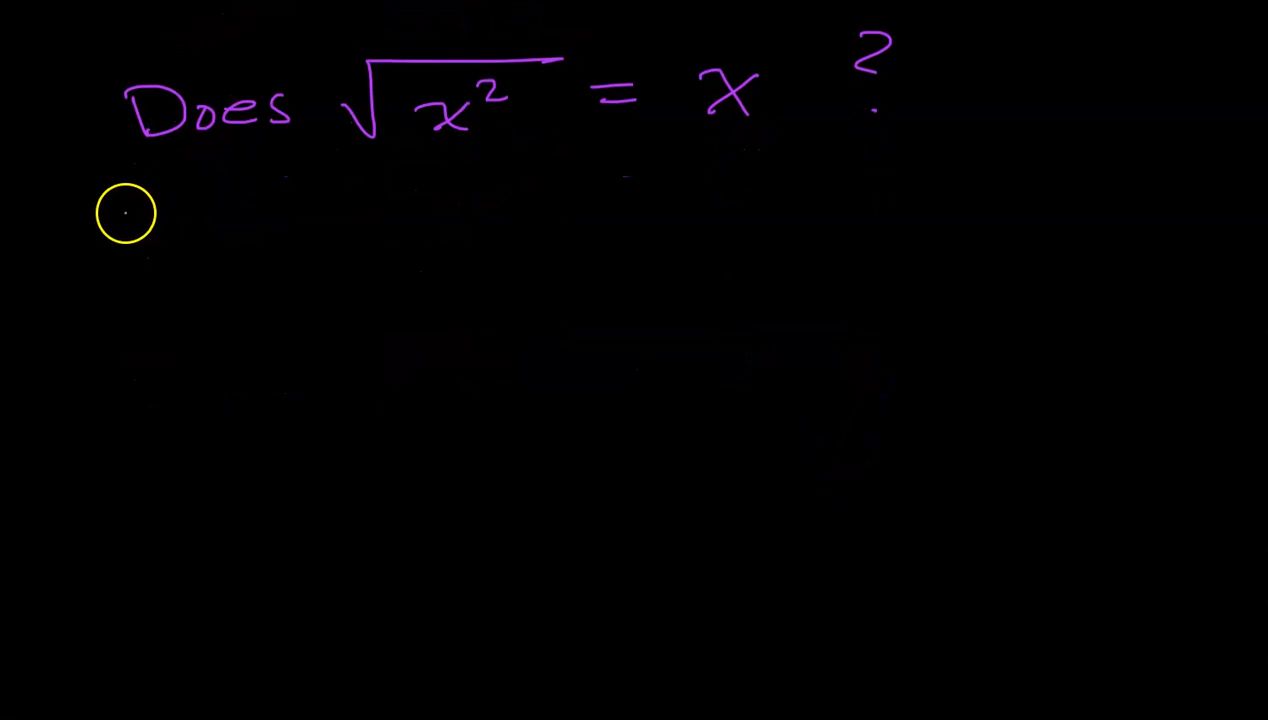 Does √x² = x ?